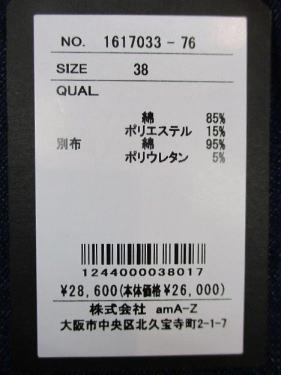 NO. 1617033-76
SIZE 38
QUAL.
綿 85%
ポリエステル 15%
別布 綿 95%
ポリウレタン 5%
1244000038017
¥28,600(本体価格¥26,000)
株式会社 amA-Z
大阪市中央区北久宝寺町2-1-7